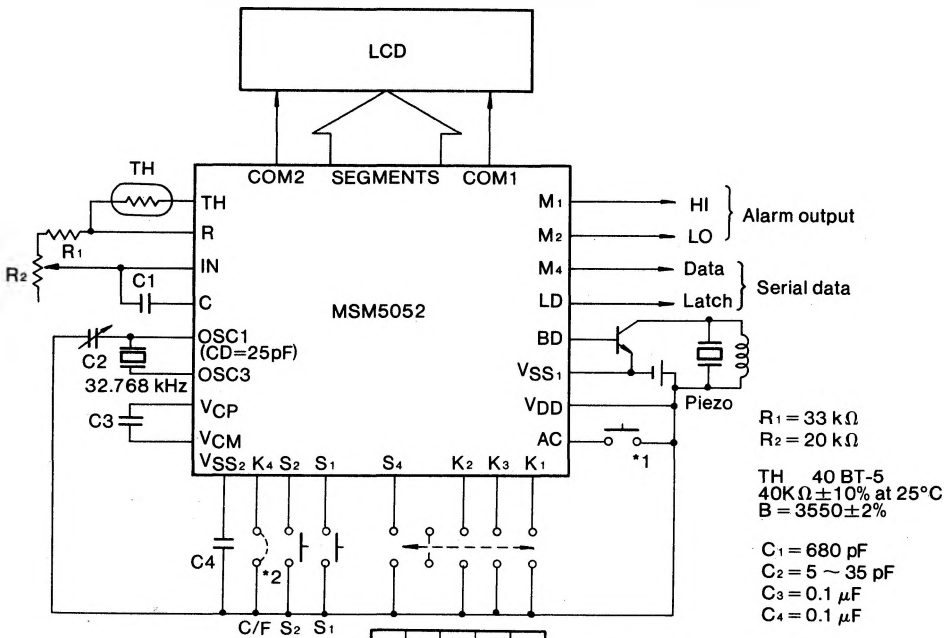 LCD
COM2 SEGMENTS COM1
TH
TH
R
R1
R2
IN
C1
C
MSM5052
C2
OSC1
(CD=25pF)
OSC3
32.768 kHz
C3
VCP
VCM
VSS2 K4 S2 S1 S4 K2 K3 K1
M1
HI
M2
LO
Alarm output
M4
Data
LD
Latch
Serial data
BD
VSS1
VDD
Piezo
AC
*1
C4
*2
C/F S2 S1
R1 = 33 kΩ
R2 = 20 kΩ
TH 40 BT-5
40KΩ ±10% at 25°C
B = 3550±2%
C1 = 680 pF
C2 = 5 ~ 35 pF
C3 = 0.1 μF
C4 = 0.1 μF